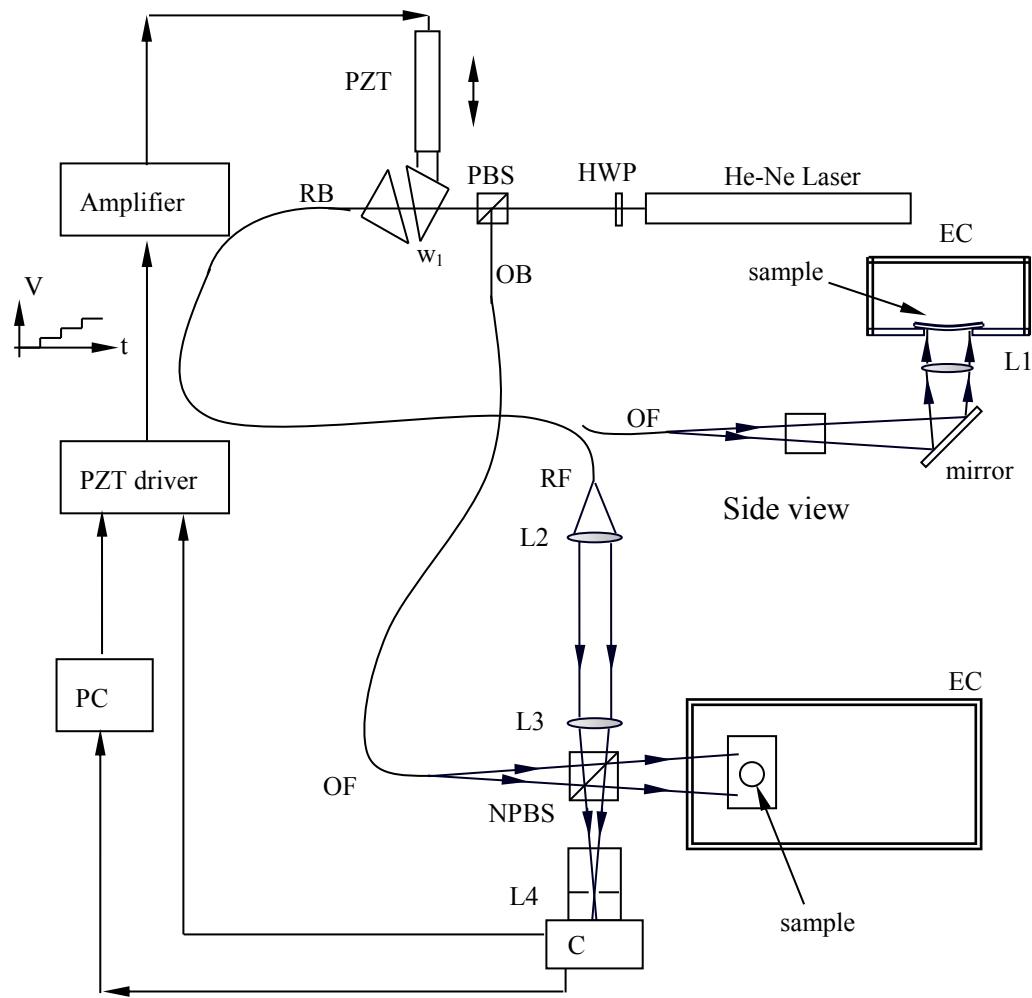 PZT
Amplifier
RB
PBS
HWP
He-Ne Laser
w1
OB
EC
sample
V
t
L1
OF
mirror
PZT driver
RF
Side view
L2
PC
EC
L3
OF
NPBS
L4
sample
C